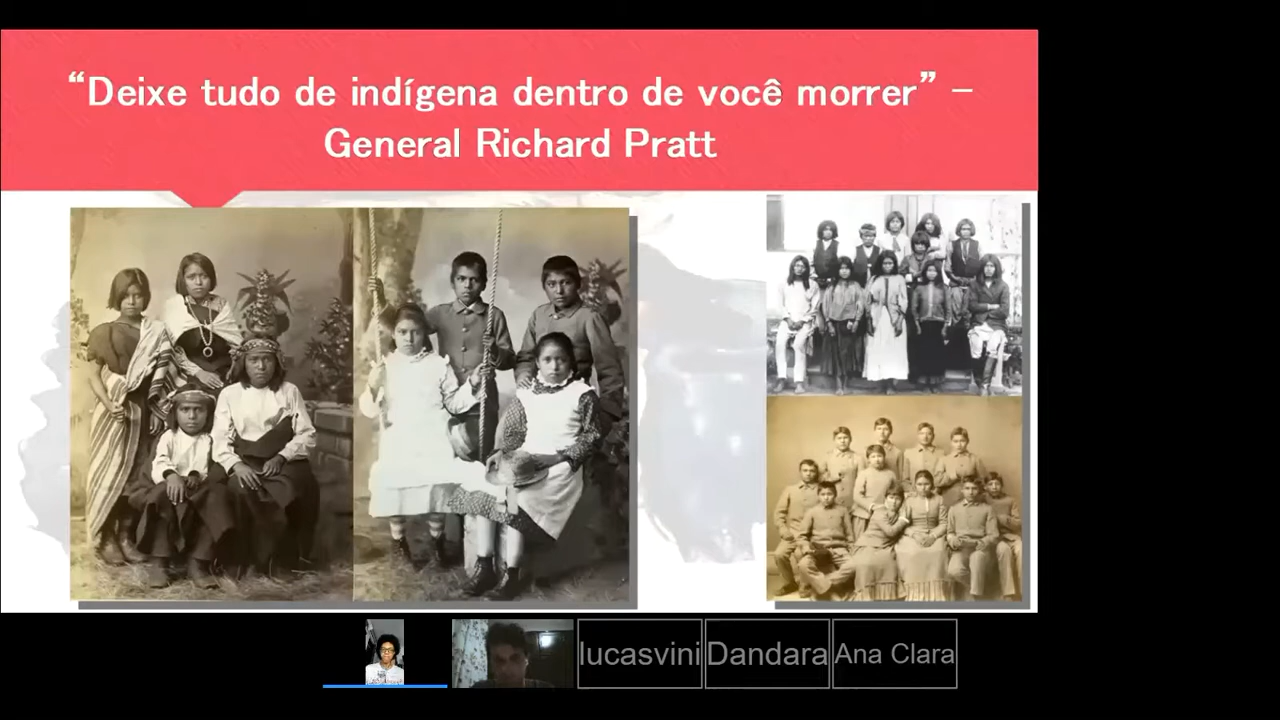 “Deixe tudo de indígena dentro de você morrer” –
General Richard Pratt
lucasvini
Dandara
Ana Clara